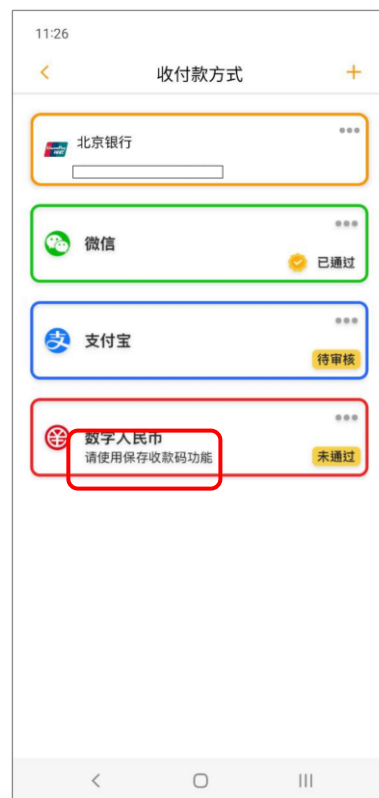 11:26
收付款方式
北京银行
微信
已通过
支付宝
待审核
数字人民币
请使用保存收款码功能
未通过